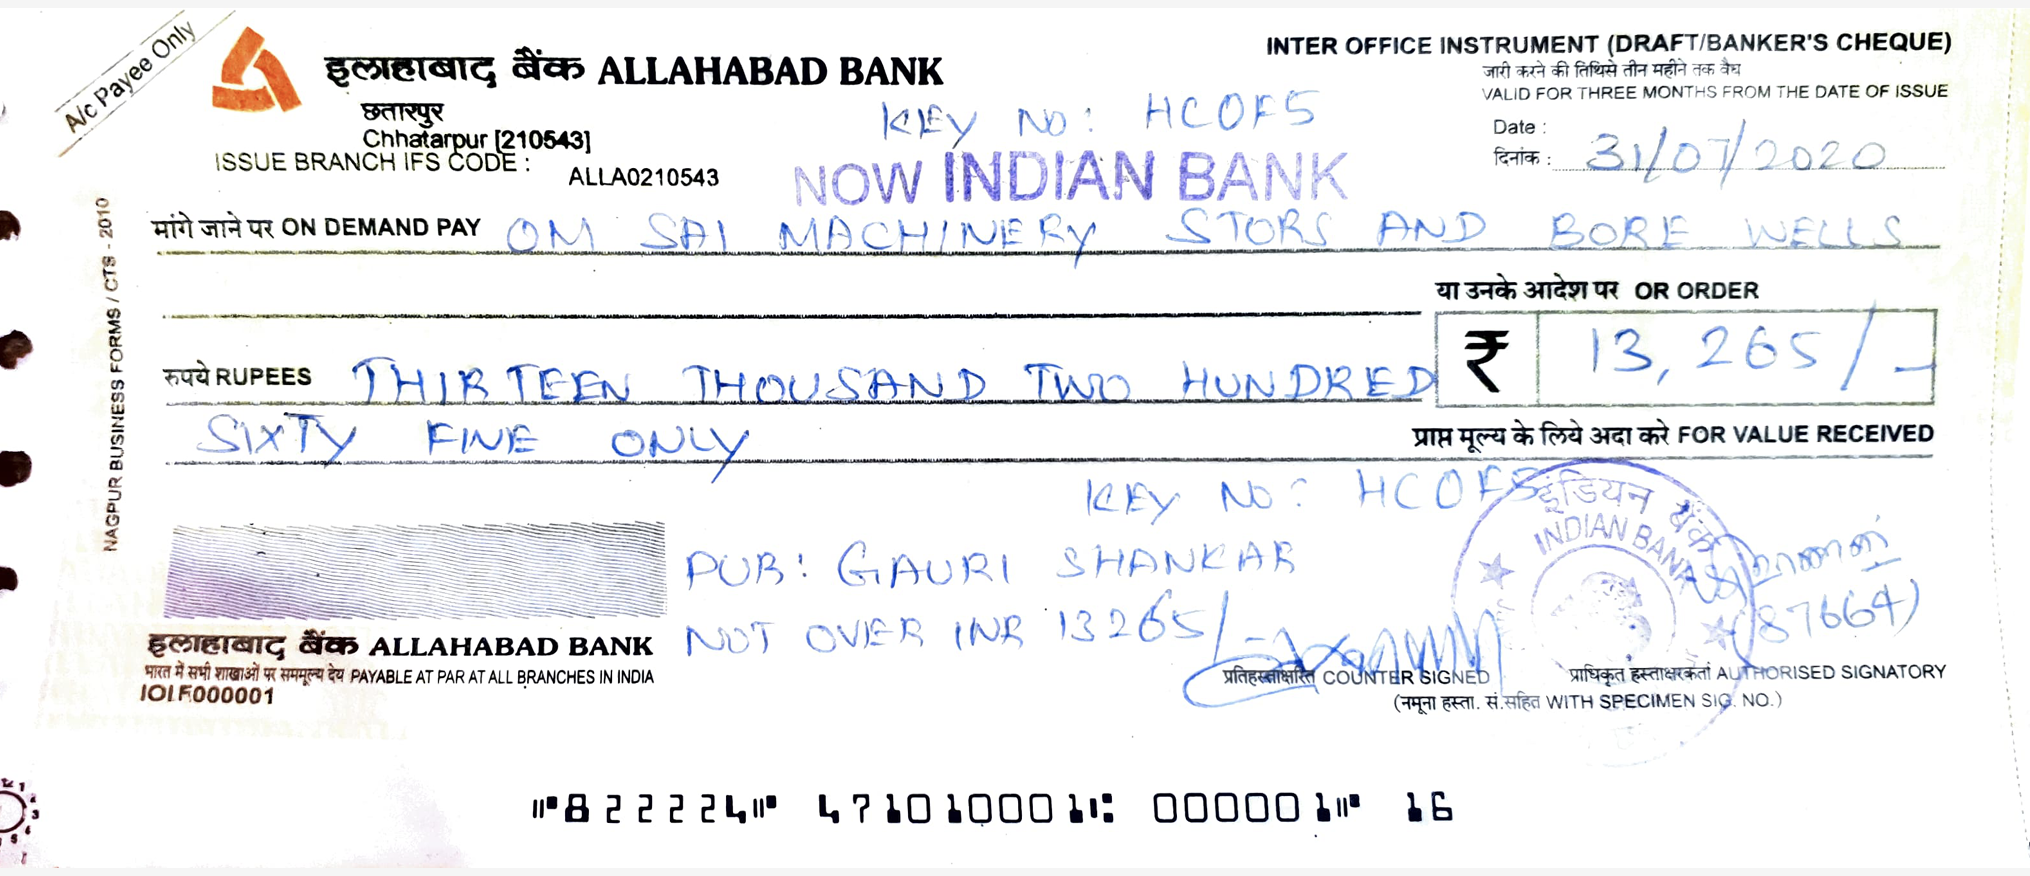 A/c Payee Only
इलाहाबाद बैंक ALLAHABAD BANK
छतारपुर
Chhatarpur [210543]
ISSUE BRANCH IFS CODE : ALLA0210543
KEY NO: HCOF5
NOW INDIAN BANK
INTER OFFICE INSTRUMENT (DRAFT/BANKER'S CHEQUE)
जारी करने की तिथिसे तीन महीने तक वैध
VALID FOR THREE MONTHS FROM THE DATE OF ISSUE
Date :
दिनांक : 31/07/2020
मांगे जाने पर ON DEMAND PAY OM SAI MACHINERY STORS AND BORE WELLS
या उनके आदेश पर OR ORDER
₹ 13,265/-
रुपये RUPEES THIRTEEN THOUSAND TWO HUNDRED
SIXTY FINE ONLY
प्राप्त मूल्य के लिये अदा करे FOR VALUE RECEIVED
KEY NO: HCOF5
इंडियन बैंक
INDIAN BANK
PUR: GAURI SHANKAR
NOT OVER INR 13265/-
(87664)
इलाहाबाद बैंक ALLAHABAD BANK
भारत में सभी शाखाओं पर सममूल्य देय PAYABLE AT PAR AT ALL BRANCHES IN INDIA
IOI F000001
प्रतिहस्ताक्षरित COUNTER SIGNED
प्राधिकृत हस्ताक्षरकर्ता AUTHORISED SIGNATORY
(नमूना हस्ता. सं.सहित WITH SPECIMEN SIG. NO.)
NAGPUR BUSINESS FORMS / CTS - 2010
⑈822224⑈ 471010001⑆ 000001⑈ 16